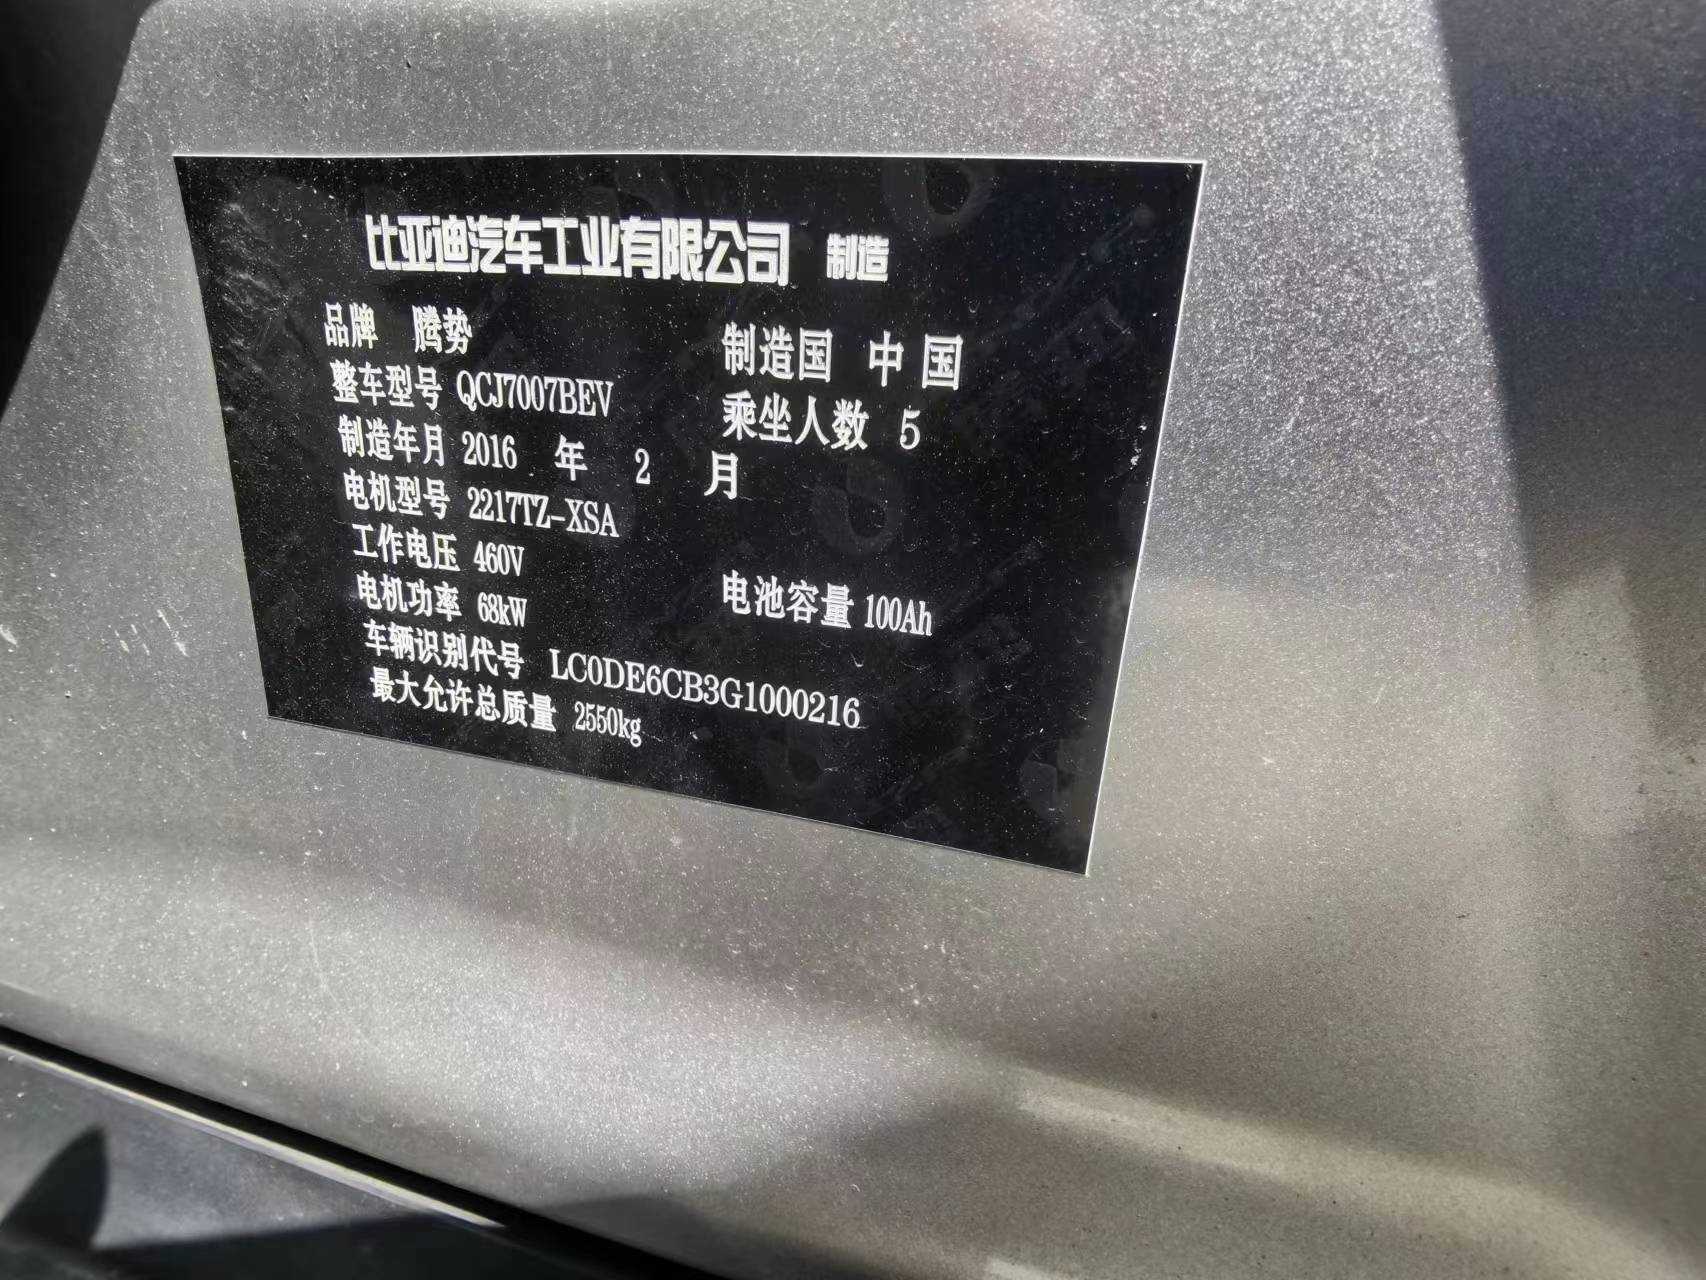 比亚迪汽车工业有限公司 制造
品牌 腾势 制造国 中国
整车型号 QCJ7007BEV 乘坐人数 5
制造年月 2016 年 2 月
电机型号 2217TZ-XSA
工作电压 460V
电机功率 68kW 电池容量 100Ah
车辆识别代号 LC0DE6CB3G1000216
最大允许总质量 2550kg